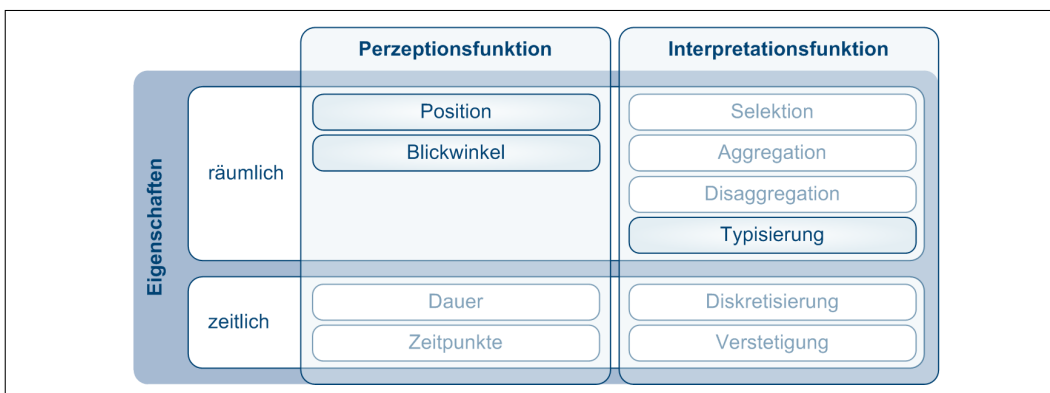 Perzeptionsfunktion
Interpretationsfunktion
Eigenschaften
räumlich
Position
Blickwinkel
Selektion
Aggregation
Disaggregation
Typisierung
zeitlich
Dauer
Zeitpunkte
Diskretisierung
Verstetigung